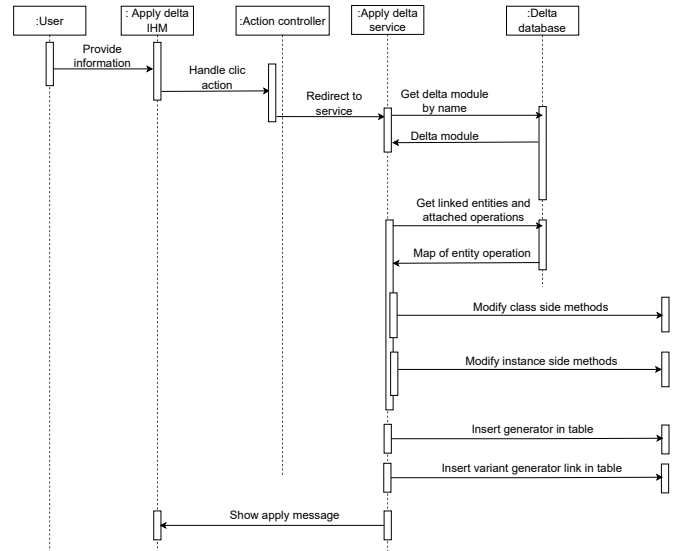 :User
: Apply delta
IHM
:Action controller
:Apply delta
service
:Delta
database
Provide
information
Handle clic
action
Redirect to
service
Get delta module
by name
Delta module
Get linked entities and
attached operations
Map of entity operation
Modify class side methods
Modify instance side methods
Insert generator in table
Insert variant generator link in table
Show apply message